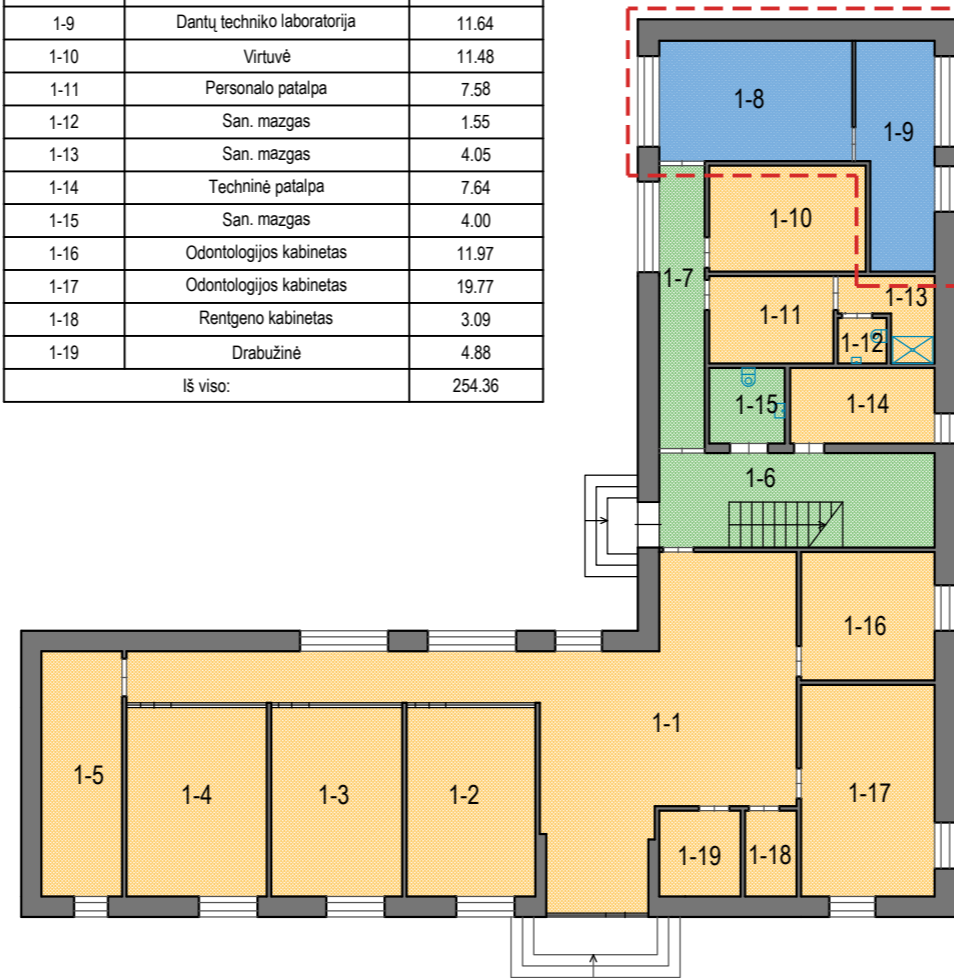 1-9 Dantų techniko laboratorija 11.64
1-10 Virtuvė 11.48
1-11 Personalo patalpa 7.58
1-12 San. mazgas 1.55
1-13 San. mazgas 4.05
1-14 Techninė patalpa 7.64
1-15 San. mazgas 4.00
1-16 Odontologijos kabinetas 11.97
1-17 Odontologijos kabinetas 19.77
1-18 Rentgeno kabinetas 3.09
1-19 Drabužinė 4.88
Iš viso: 254.36
1-8
1-9
1-10
1-7
1-13
1-11
1-12
1-15
1-14
1-6
1-16
1-1
1-5
1-4
1-3
1-2
1-17
1-19
1-18